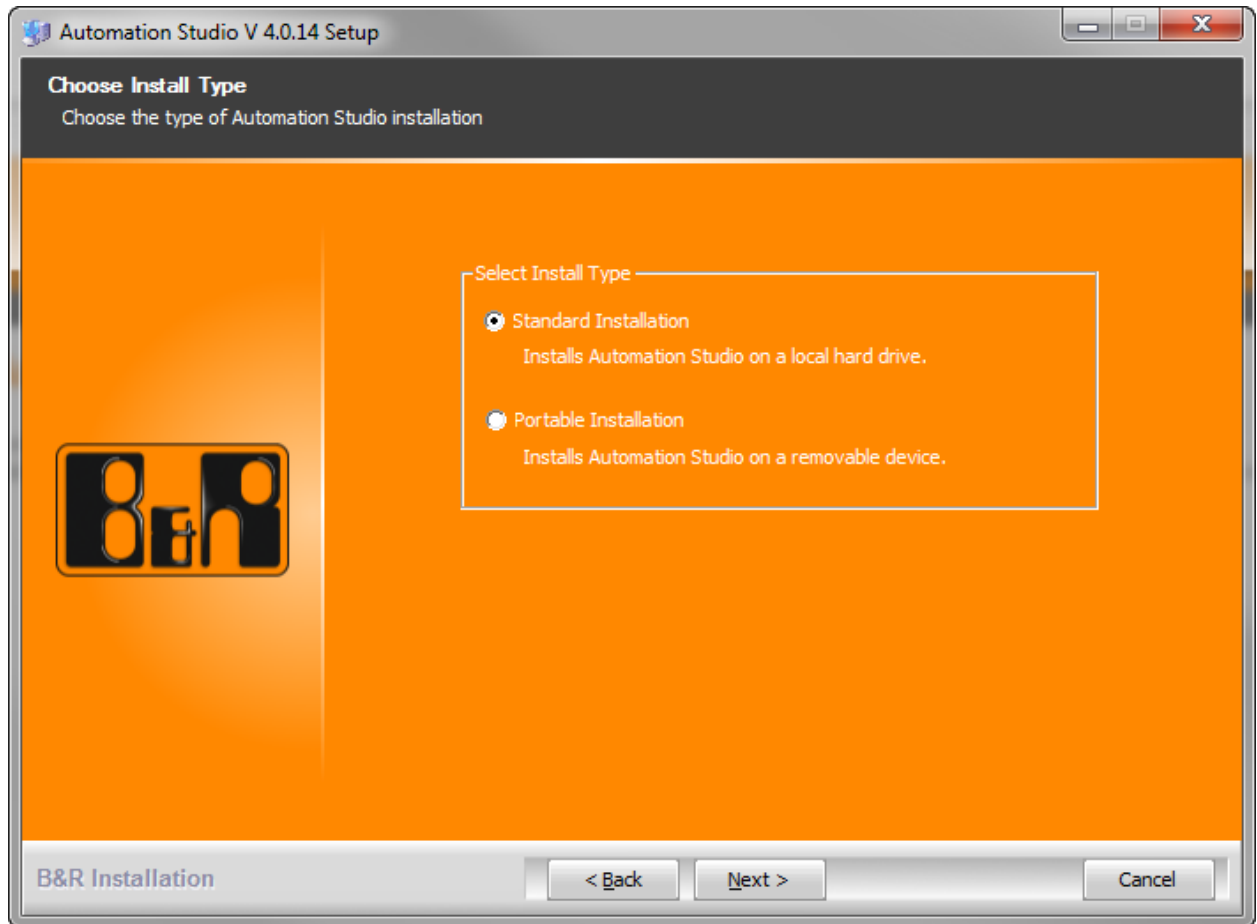 Automation Studio V 4.0.14 Setup
X
Choose Install Type
Choose the type of Automation Studio installation
Select Install Type
Standard Installation
Installs Automation Studio on a local hard drive.
Portable Installation
Installs Automation Studio on a removable device.
B&R
B&R Installation
< Back
Next >
Cancel